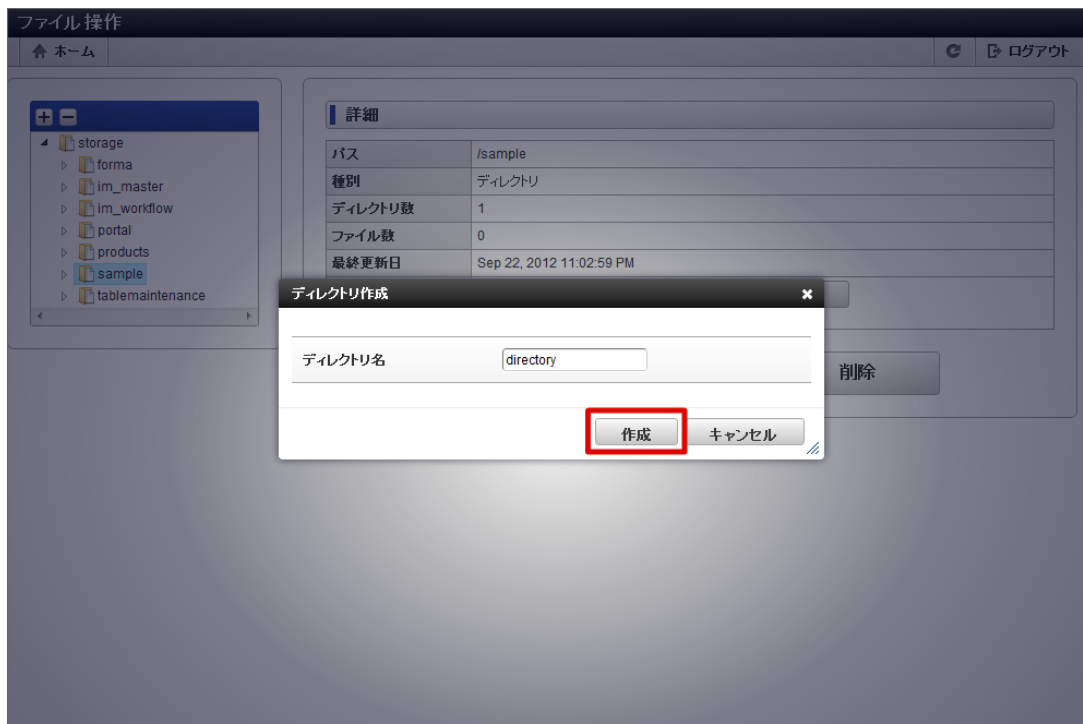 ファイル操作
ホーム
ログアウト
storage
forma
im_master
im_workflow
portal
products
sample
tablemaintenance
詳細
パス /sample
種別 ディレクトリ
ディレクトリ数 1
ファイル数 0
最終更新日 Sep 22, 2012 11:02:59 PM
削除
ディレクトリ作成
ディレクトリ名 directory
作成 キャンセル